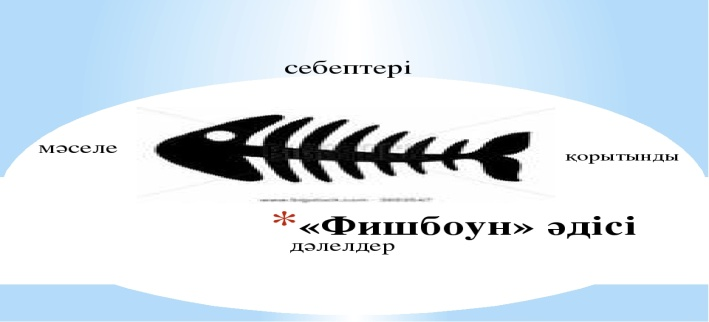 себептері
мәселе
қорытынды
*«Фишбоун» әдісі
дәлелдер